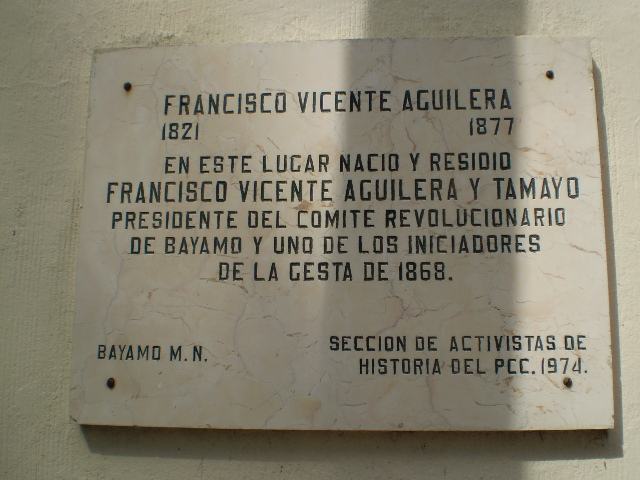 FRANCISCO VICENTE AGUILERA
1821 1877
EN ESTE LUGAR NACIO Y RESIDIO
FRANCISCO VICENTE AGUILERA Y TAMAYO
PRESIDENTE DEL COMITE REVOLUCIONARIO
DE BAYAMO Y UNO DE LOS INICIADORES
DE LA GESTA DE 1868.
BAYAMO M.N.
SECCION DE ACTIVISTAS DE
HISTORIA DEL PCC. 1974.